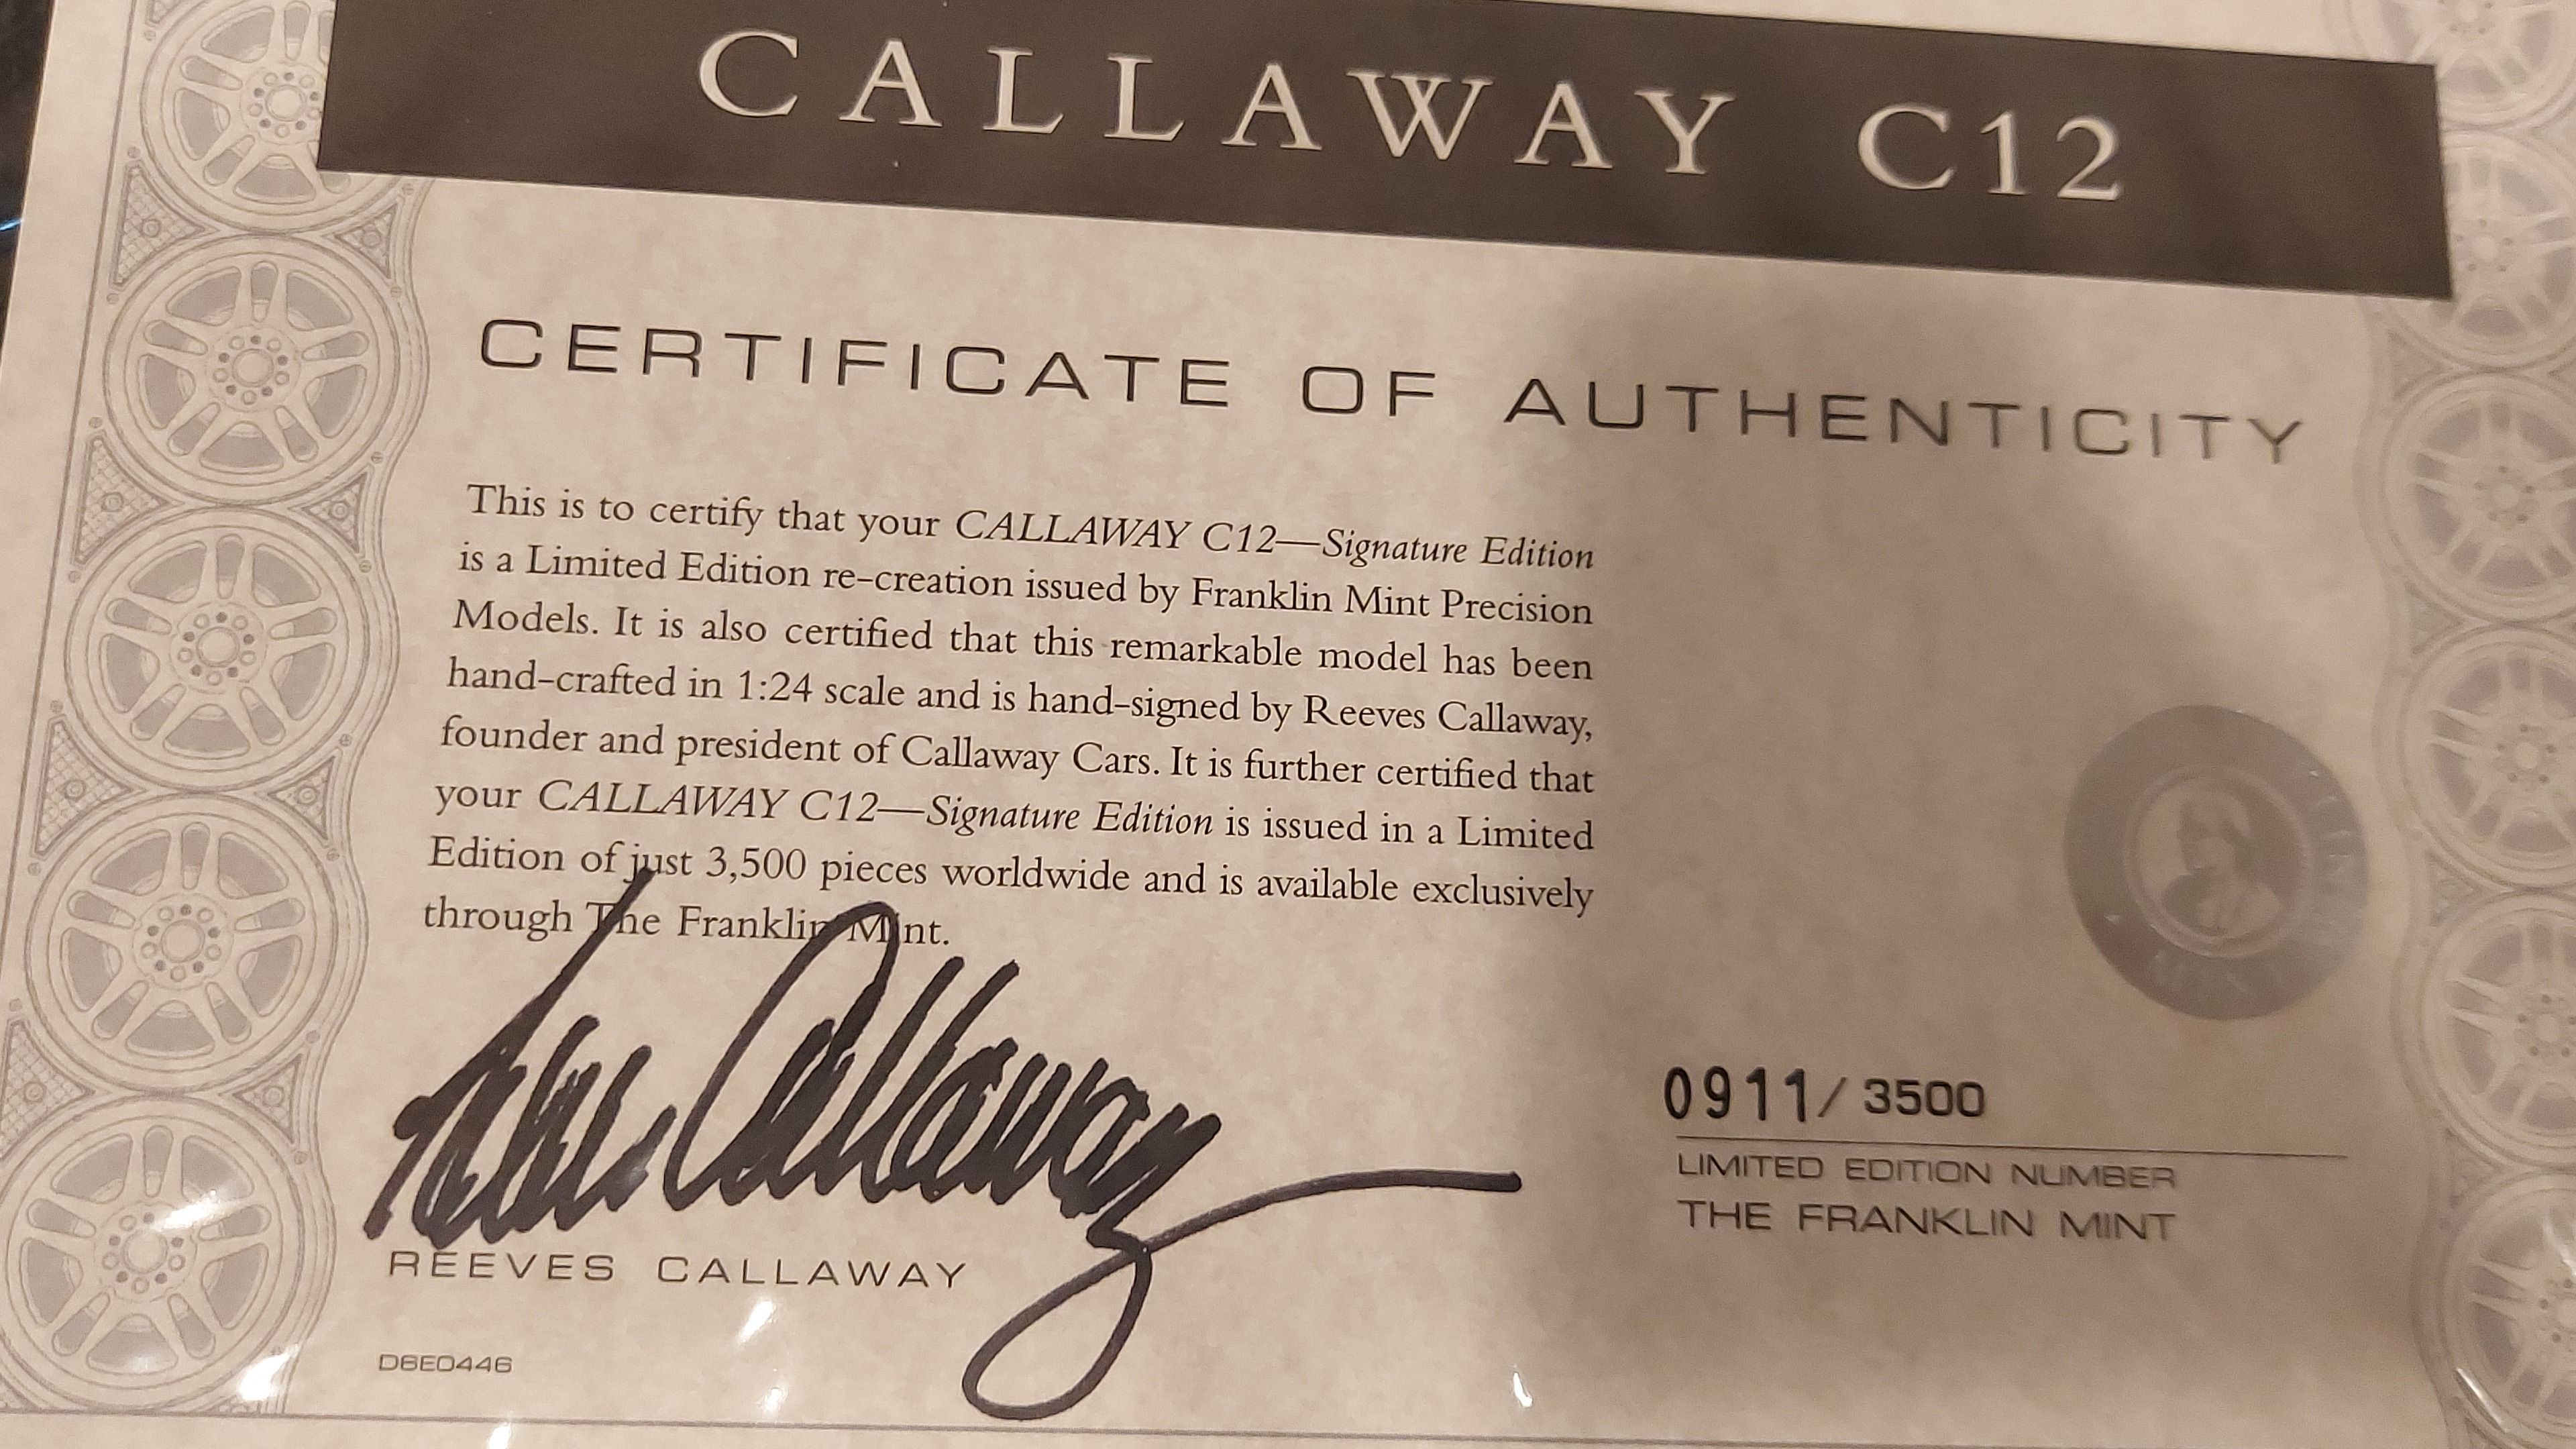 CALLAWAY C12
CERTIFICATE OF AUTHENTICITY
This is to certify that your CALLAWAY C12—Signature Edition
is a Limited Edition re-creation issued by Franklin Mint Precision
Models. It is also certified that this remarkable model has been
hand-crafted in 1:24 scale and is hand-signed by Reeves Callaway,
founder and president of Callaway Cars. It is further certified that
your CALLAWAY C12—Signature Edition is issued in a Limited
Edition of just 3,500 pieces worldwide and is available exclusively
through The Franklin Mint.
Reeves Callaway
REEVES CALLAWAY
D6E0446
0911/3500
LIMITED EDITION NUMBER
THE FRANKLIN MINT